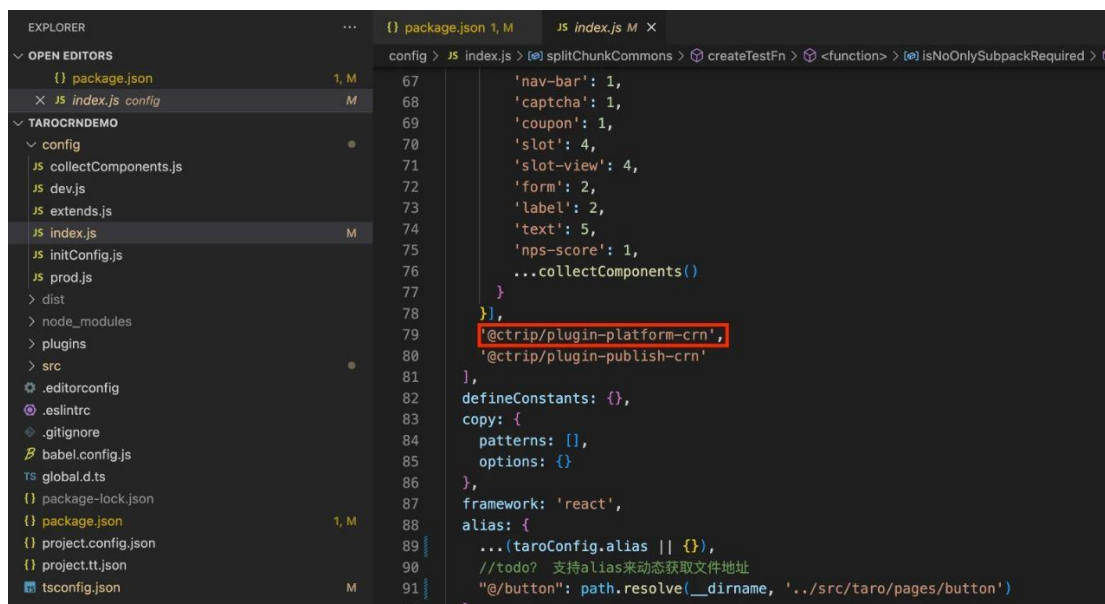 EXPLORER ...
OPEN EDITORS
{} package.json 1, M
JS index.js config M
TAROCRNDEMO
config
JS collectComponents.js
JS dev.js
JS extends.js
JS index.js M
JS initConfig.js
JS prod.js
dist
node_modules
plugins
src
.editorconfig
.eslintrc
.gitignore
babel.config.js
TS global.d.ts
{} package-lock.json
{} package.json 1, M
{} project.config.json
{} project.tt.json
tsconfig.json M
{} package.json 1, M JS index.js M
config > JS index.js > splitChunkCommons > createTestFn > <function> > isNoOnlySubpackRequired >
67 'nav-bar': 1,
68 'captcha': 1,
69 'coupon': 1,
70 'slot': 4,
71 'slot-view': 4,
72 'form': 2,
73 'label': 2,
74 'text': 5,
75 'nps-score': 1,
76 ...collectComponents()
77 }
78 }],
79 '@ctrip/plugin-platform-crn',
80 '@ctrip/plugin-publish-crn'
81 ],
82 defineConstants: {},
83 copy: {
84 patterns: [],
85 options: {}
86 },
87 framework: 'react',
88 alias: {
89 ...(taroConfig.alias || {}),
90 //todo? 支持alias来动态获取文件地址
91 "@/button": path.resolve(__dirname, '../src/taro/pages/button')